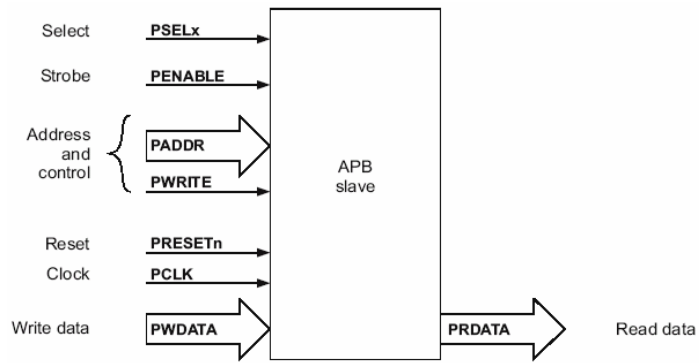 Select PSELx
Strobe PENABLE
Address
and
control
PADDR
PWRITE
APB
slave
Reset PRESETn
Clock PCLK
Write data PWDATA
PRDATA Read data